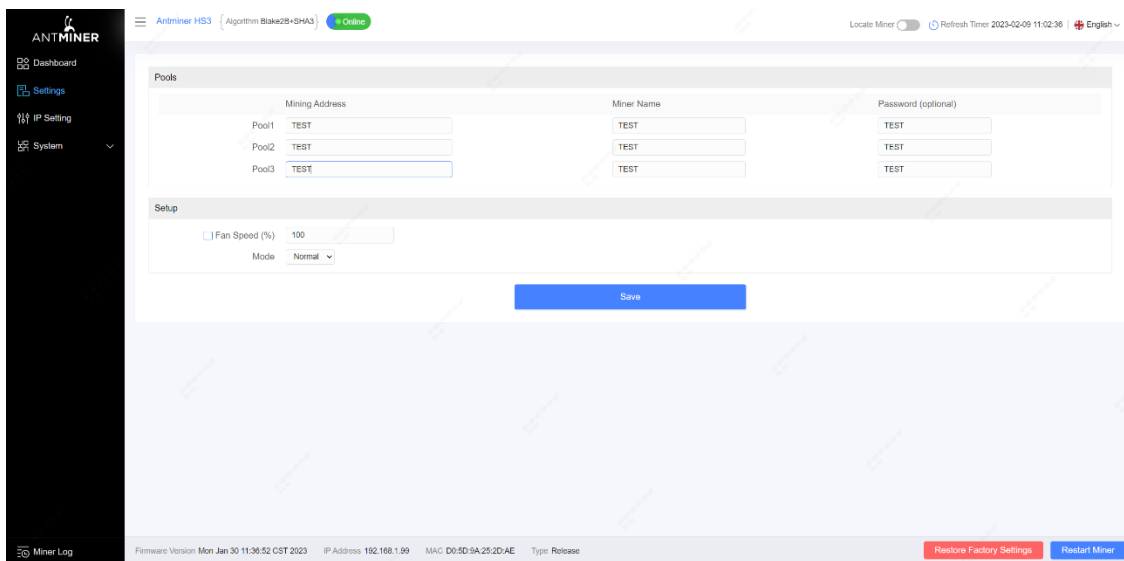 ANTMINER
Antminer HS3 { Algorithm Blake2B+SHA3 } Online
Locate Miner Refresh Timer 2023-02-09 11:02:36 | English
Dashboard
Settings
IP Setting
System
Pools
Mining Address Miner Name Password (optional)
Pool1 TEST TEST TEST
Pool2 TEST TEST TEST
Pool3 TEST TEST TEST
Setup
Fan Speed (%) 100
Mode Normal
Save
Miner Log
Firmware Version Mon Jan 30 11:36:52 CST 2023 IP Address 192.168.1.99 MAC D0:5D:9A:25:2D:AE Type Release
Restore Factory Settings Restart Miner